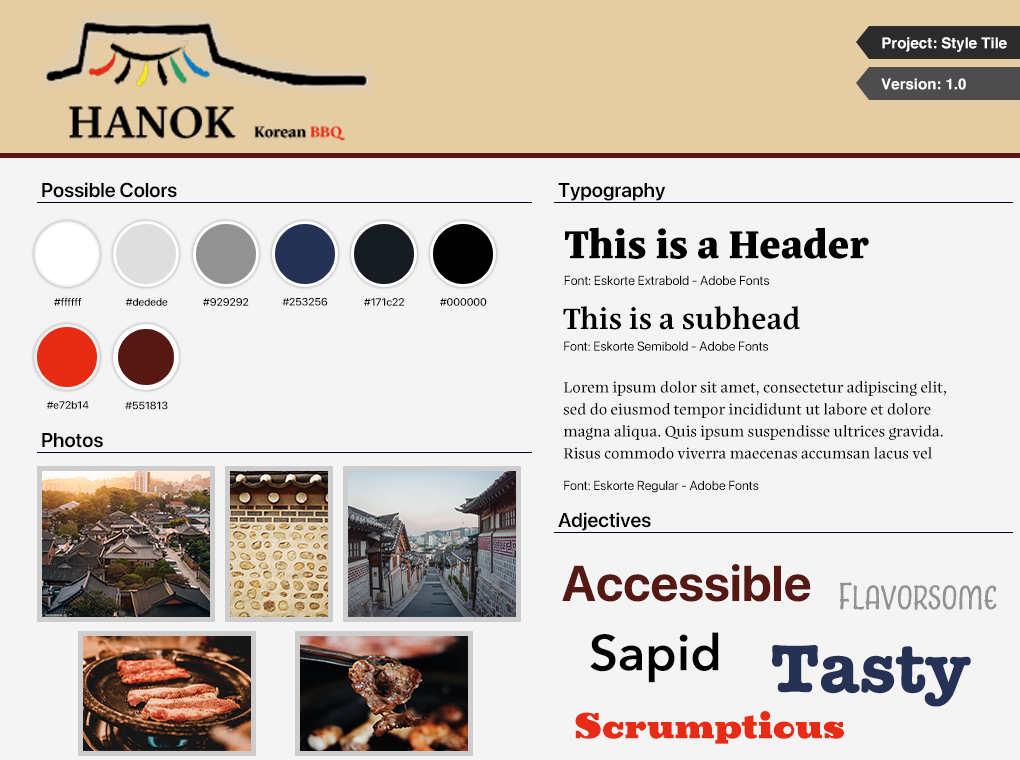 HANOK Korean BBQ
Project: Style Tile
Version: 1.0
Possible Colors
#ffffff #dedede #929292 #253256 #171c22 #000000
#e72b14 #551813
Photos
Typography
This is a Header
Font: Eskorte Extrabold - Adobe Fonts
This is a subhead
Font: Eskorte Semibold - Adobe Fonts
Lorem ipsum dolor sit amet, consectetur adipiscing elit,
sed do eiusmod tempor incididunt ut labore et dolore
magna aliqua. Quis ipsum suspendisse ultrices gravida.
Risus commodo viverra maecenas accumsan lacus vel
Font: Eskorte Regular - Adobe Fonts
Adjectives
Accessible
Flavorsome
Sapid
Tasty
Scrumptious